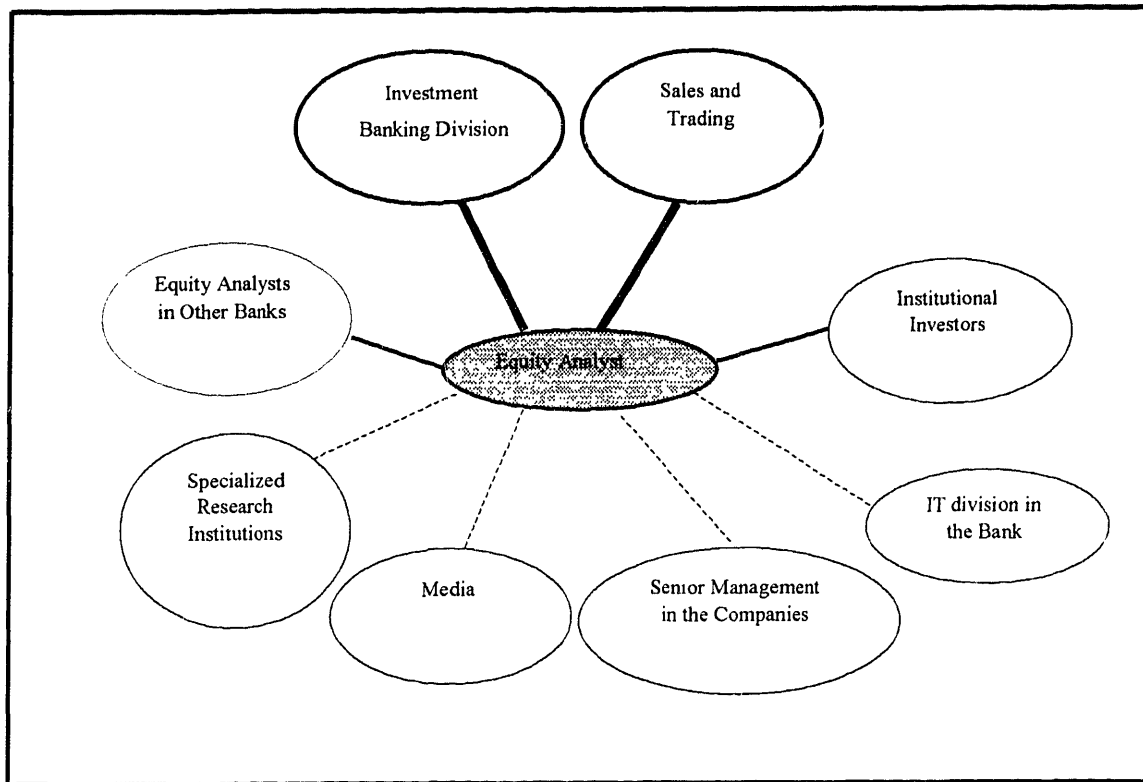 Investment
Banking Division
Sales and
Trading
Equity Analysts
in Other Banks
Institutional
Investors
Equity Analyst
Specialized
Research
Institutions
IT division in
the Bank
Media
Senior Management
in the Companies